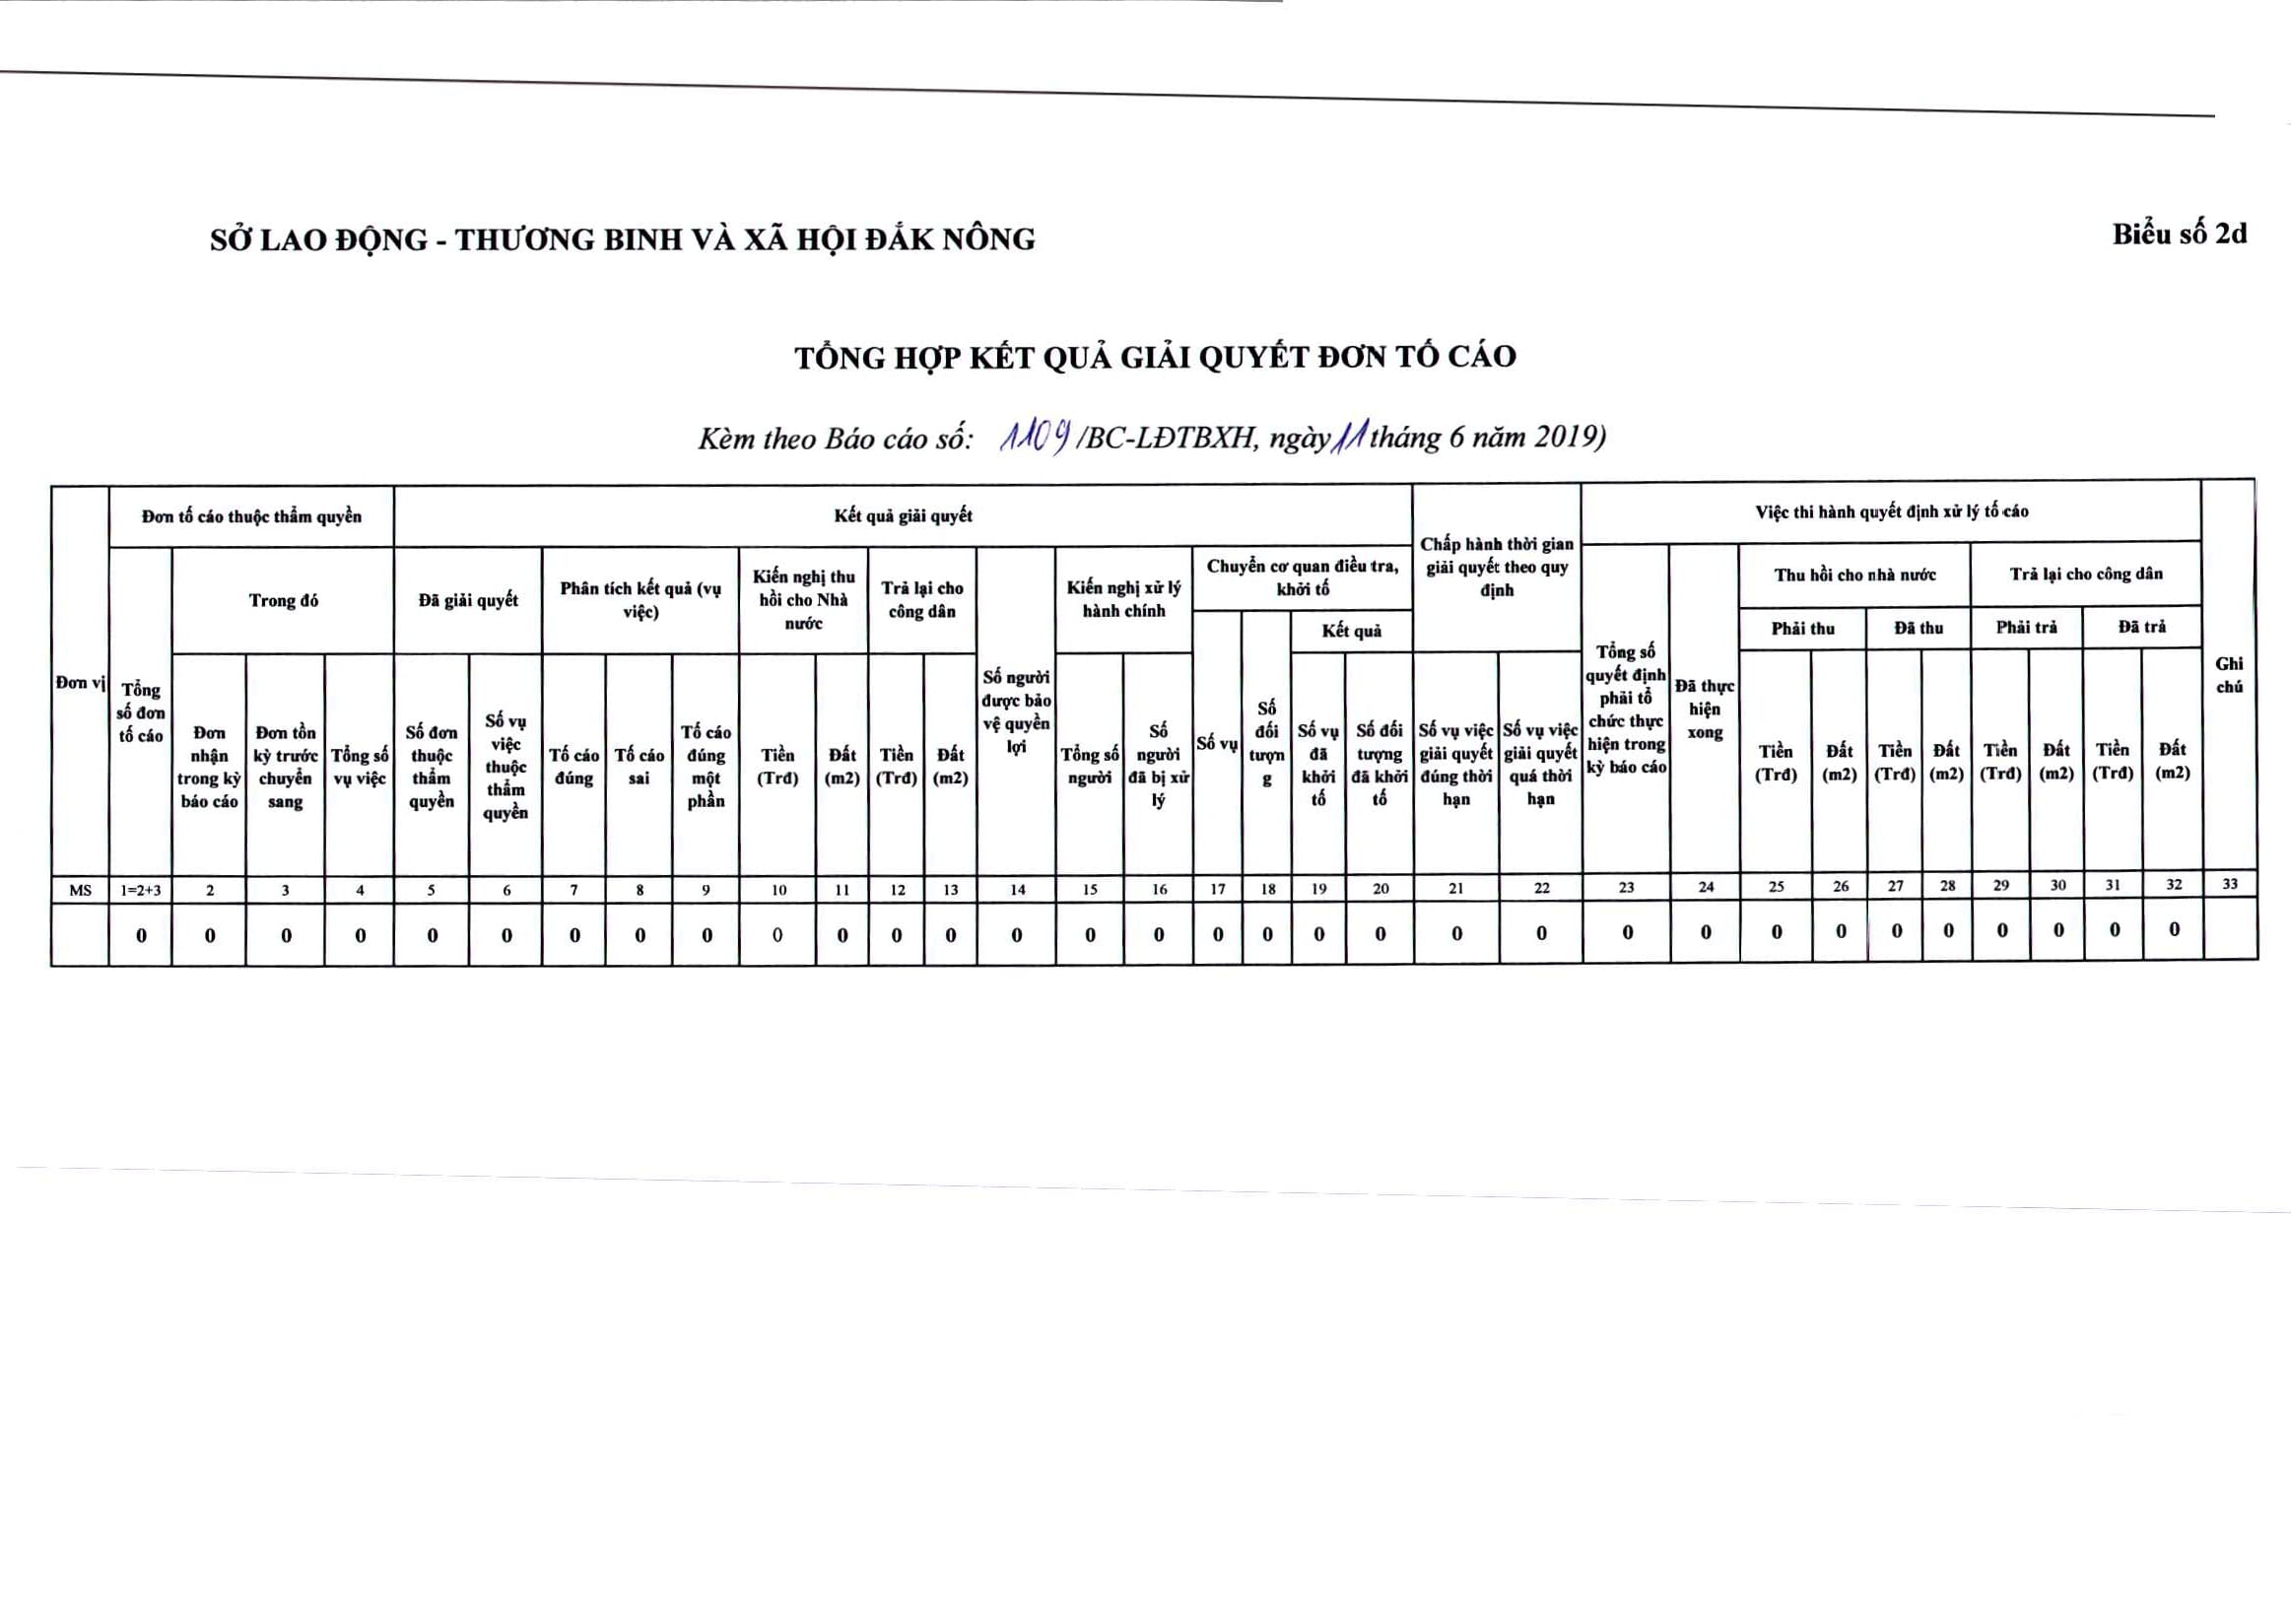 SỞ LAO ĐỘNG - THƯƠNG BINH VÀ XÃ HỘI ĐẮK NÔNG
Biểu số 2d
TỔNG HỢP KẾT QUẢ GIẢI QUYẾT ĐƠN TỐ CÁO
Kèm theo Báo cáo số: 1109/BC-LĐTBXH, ngày 11 tháng 6 năm 2019)
Đơn vị
Đơn tố cáo thuộc thẩm quyền
Kết quả giải quyết
Chấp hành thời gian
giải quyết theo quy
định
Việc thi hành quyết định xử lý tố cáo
Ghi
chú
Tổng
số đơn
tố cáo
Trong đó
Đã giải quyết
Phân tích kết quả (vụ
việc)
Kiến nghị thu
hồi cho Nhà
nước
Trả lại cho
công dân
Số người
được bảo
vệ quyền
lợi
Kiến nghị xử lý
hành chính
Chuyển cơ quan điều tra,
khởi tố
Tổng số
quyết định
phải tổ
chức thực
hiện trong
kỳ báo cáo
Đã thực
hiện
xong
Thu hồi cho nhà nước
Trả lại cho công dân
Số vụ
Số
đối
tượn
g
Kết quả
Phải thu
Đã thu
Phải trả
Đã trả
Đơn
nhận
trong kỳ
báo cáo
Đơn tồn
kỳ trước
chuyển
sang
Tổng số
vụ việc
Số đơn
thuộc
thẩm
quyền
Số vụ
việc
thuộc
thẩm
quyền
Tố cáo
đúng
Tố cáo
sai
Tố cáo
đúng
một
phần
Tiền
(Trđ)
Đất
(m2)
Tiền
(Trđ)
Đất
(m2)
Tổng số
người
Số
người
đã bị xử
lý
Số vụ
đã
khởi
tố
Số đối
tượng
đã khởi
tố
Số vụ việc
giải quyết
đúng thời
hạn
Số vụ việc
giải quyết
quá thời
hạn
Tiền
(Trđ)
Đất
(m2)
Tiền
(Trđ)
Đất
(m2)
Tiền
(Trđ)
Đất
(m2)
Tiền
(Trđ)
Đất
(m2)
MS 1=2+3 2 3 4 5 6 7 8 9 10 11 12 13 14 15 16 17 18 19 20 21 22 23 24 25 26 27 28 29 30 31 32 33
0 0 0 0 0 0 0 0 0 0 0 0 0 0 0 0 0 0 0 0 0 0 0 0 0 0 0 0 0 0 0 0